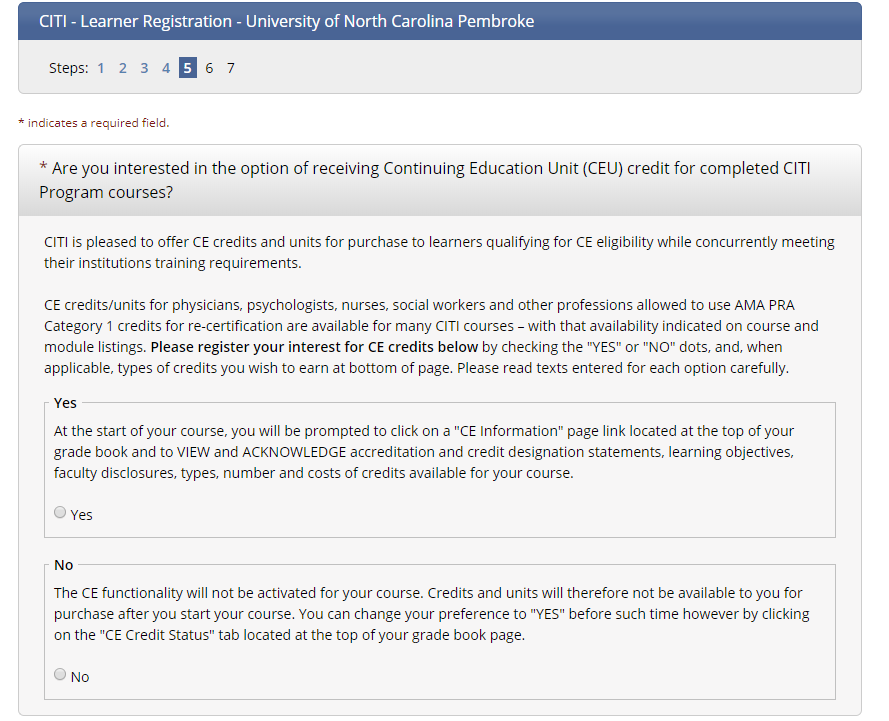 CITI - Learner Registration - University of North Carolina Pembroke
Steps: 1 2 3 4 5 6 7
* indicates a required field.
* Are you interested in the option of receiving Continuing Education Unit (CEU) credit for completed CITI
Program courses?
CITI is pleased to offer CE credits and units for purchase to learners qualifying for CE eligibility while concurrently meeting
their institutions training requirements.
CE credits/units for physicians, psychologists, nurses, social workers and other professions allowed to use AMA PRA
Category 1 credits for re-certification are available for many CITI courses – with that availability indicated on course and
module listings. Please register your interest for CE credits below by checking the "YES" or "NO" dots, and, when
applicable, types of credits you wish to earn at bottom of page. Please read texts entered for each option carefully.
Yes
At the start of your course, you will be prompted to click on a "CE Information" page link located at the top of your
grade book and to VIEW and ACKNOWLEDGE accreditation and credit designation statements, learning objectives,
faculty disclosures, types, number and costs of credits available for your course.
Yes
No
The CE functionality will not be activated for your course. Credits and units will therefore not be available to you for
purchase after you start your course. You can change your preference to "YES" before such time however by clicking
on the "CE Credit Status" tab located at the top of your grade book page.
No